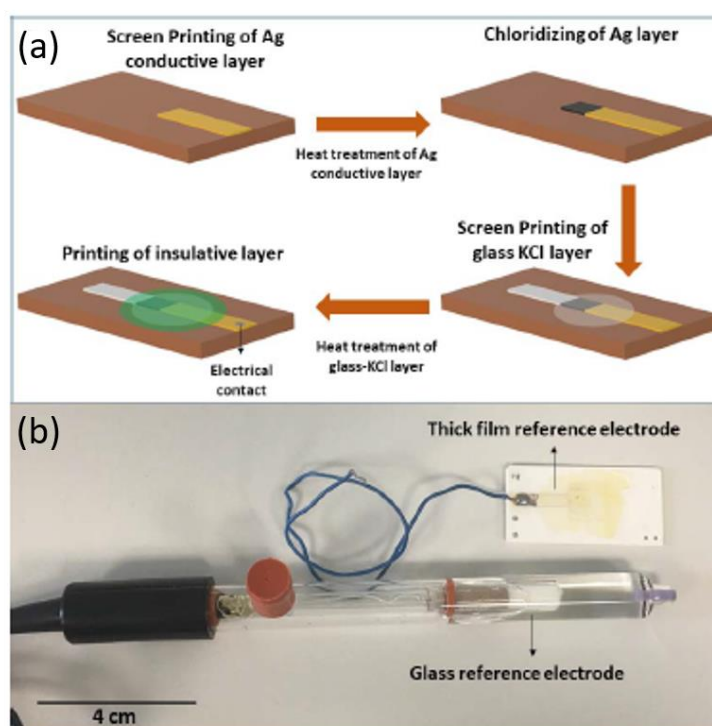 (a)
Screen Printing of Ag
conductive layer
Chloridizing of Ag layer
Heat treatment of Ag
conductive layer
Screen Printing of
glass KCl layer
Printing of insulative layer
Heat treatment of
glass-KCl layer
Electrical
contact
(b)
Thick film reference electrode
Glass reference electrode
4 cm